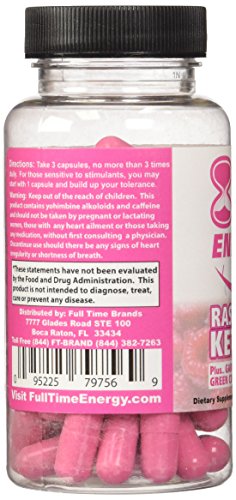 Directions: Take 3 capsules, no more than 3 times
daily. For those sensitive to stimulants, you may
start with 1 capsule and build up your tolerance.
Warning: Keep out of the reach of children. This
product contains yohimbine alkoloids and caffeine
and should not be taken by pregnant or lactating
women, those with any heart ailment or those taking
any medication, without first consulting a physician.
Discontinue use should there be any signs of heart
irregularity or shortness of breath.
*These statements have not been evaluated
by the Food and Drug Administration. This
product is not intended to diagnose, treat,
cure or prevent any disease.
Distributed by: Full Time Brands
7777 Glades Road STE 100
Boca Raton, FL 33434
Toll Free (844) FT-BRAND (844) 382-7263
0 95225 79756 9
Visit FullTimeEnergy.com
Plus,
GREEN
Dietary